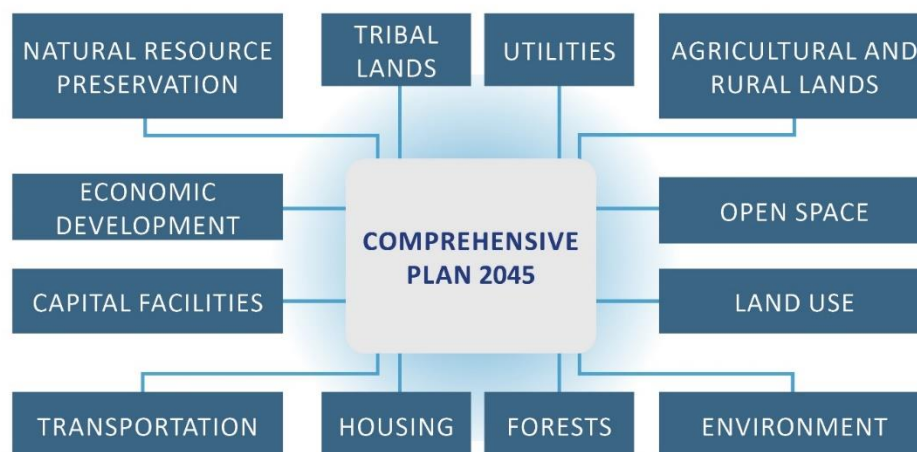 NATURAL RESOURCE
PRESERVATION
TRIBAL
LANDS
UTILITIES
AGRICULTURAL AND
RURAL LANDS
ECONOMIC
DEVELOPMENT
COMPREHENSIVE
PLAN 2045
OPEN SPACE
CAPITAL FACILITIES
LAND USE
TRANSPORTATION
HOUSING
FORESTS
ENVIRONMENT